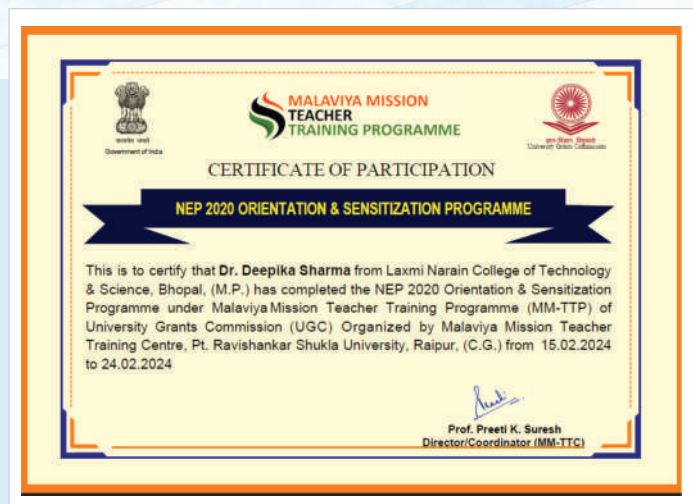 MALAVIYA MISSION
TEACHER
TRAINING PROGRAMME
सत्यमेव जयते
Government of India
ज्ञान-विज्ञान विमुक्तये
University Grants Commission
CERTIFICATE OF PARTICIPATION
NEP 2020 ORIENTATION & SENSITIZATION PROGRAMME
This is to certify that Dr. Deepika Sharma from Laxmi Narain College of Technology
& Science, Bhopal, (M.P.) has completed the NEP 2020 Orientation & Sensitization
Programme under Malaviya Mission Teacher Training Programme (MM-TTP) of
University Grants Commission (UGC) Organized by Malaviya Mission Teacher
Training Centre, Pt. Ravishankar Shukla University, Raipur, (C.G.) from 15.02.2024
to 24.02.2024
Prof. Preeti K. Suresh
Director/Coordinator (MM-TTC)